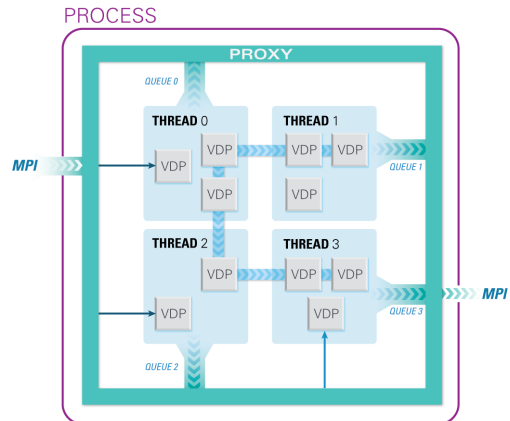 PROCESS
PROXY
QUEUE 0
THREAD 0
THREAD 1
VDP
VDP
VDP
VDP
MPI
VDP
QUEUE 1
VDP
VDP
THREAD 2
THREAD 3
VDP
VDP
VDP
MPI
VDP
VDP
QUEUE 3
QUEUE 2